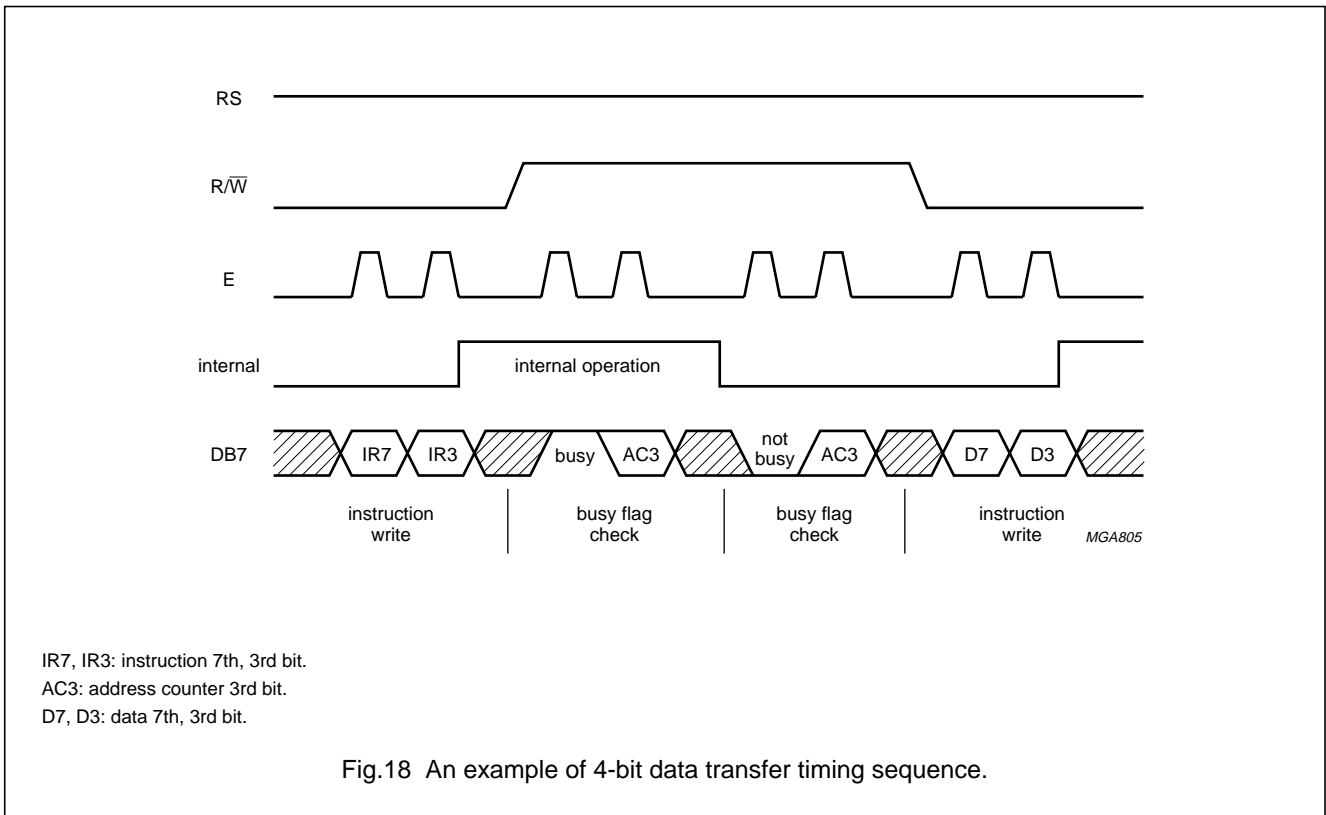 RS
R/W̅
E
internal
internal operation
DB7
IR7 IR3 busy AC3 not busy AC3 D7 D3
instruction write
busy flag check
busy flag check
instruction write
MGA805
IR7, IR3: instruction 7th, 3rd bit.
AC3: address counter 3rd bit.
D7, D3: data 7th, 3rd bit.
Fig.18 An example of 4-bit data transfer timing sequence.